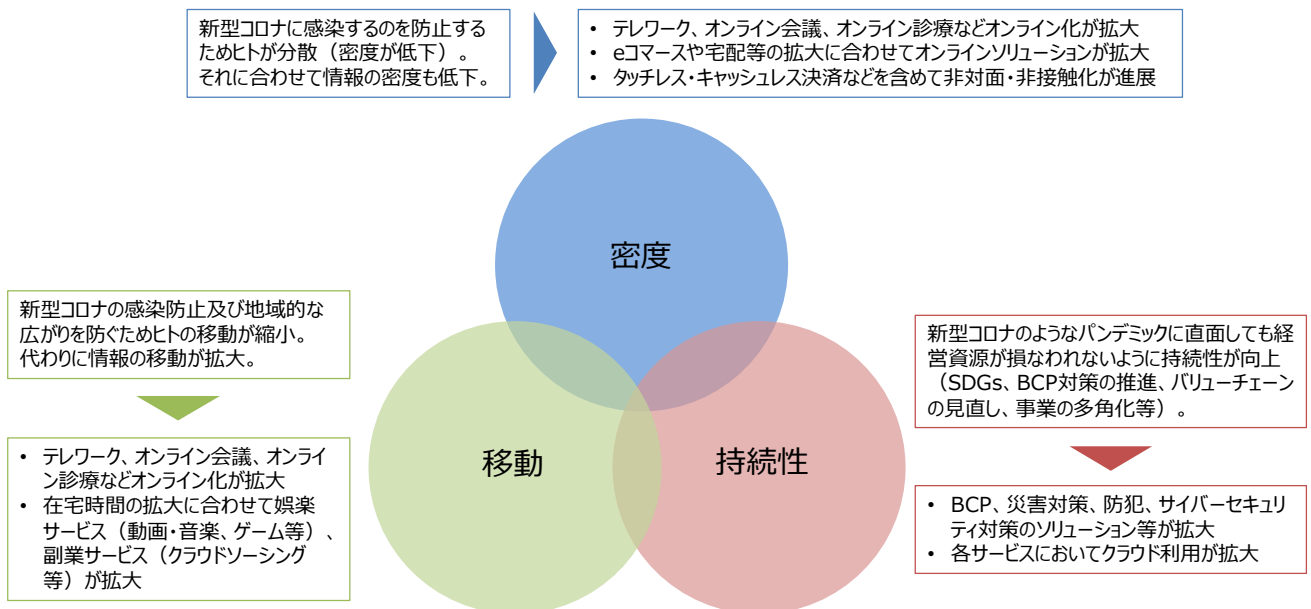 新型コロナに感染するのを防止する
ためヒトが分散（密度が低下）。
それに合わせて情報の密度も低下。
• テレワーク、オンライン会議、オンライン診療などオンライン化が拡大
• eコマースや宅配等の拡大に合わせてオンラインソリューションが拡大
• タッチレス・キャッシュレス決済などを含めて非対面・非接触化が進展
密度
新型コロナの感染防止及び地域的な
広がりを防ぐためヒトの移動が縮小。
代わりに情報の移動が拡大。
• テレワーク、オンライン会議、オンライ
ン診療などオンライン化が拡大
• 在宅時間の拡大に合わせて娯楽
サービス（動画・音楽、ゲーム等）、
副業サービス（クラウドソーシング
等）が拡大
移動
持続性
新型コロナのようなパンデミックに直面しても経
営資源が損なわれないように持続性が向上
（SDGs、BCP対策の推進、バリューチェーン
の見直し、事業の多角化等）。
• BCP、災害対策、防犯、サイバーセキュリ
ティ対策のソリューション等が拡大
• 各サービスにおいてクラウド利用が拡大